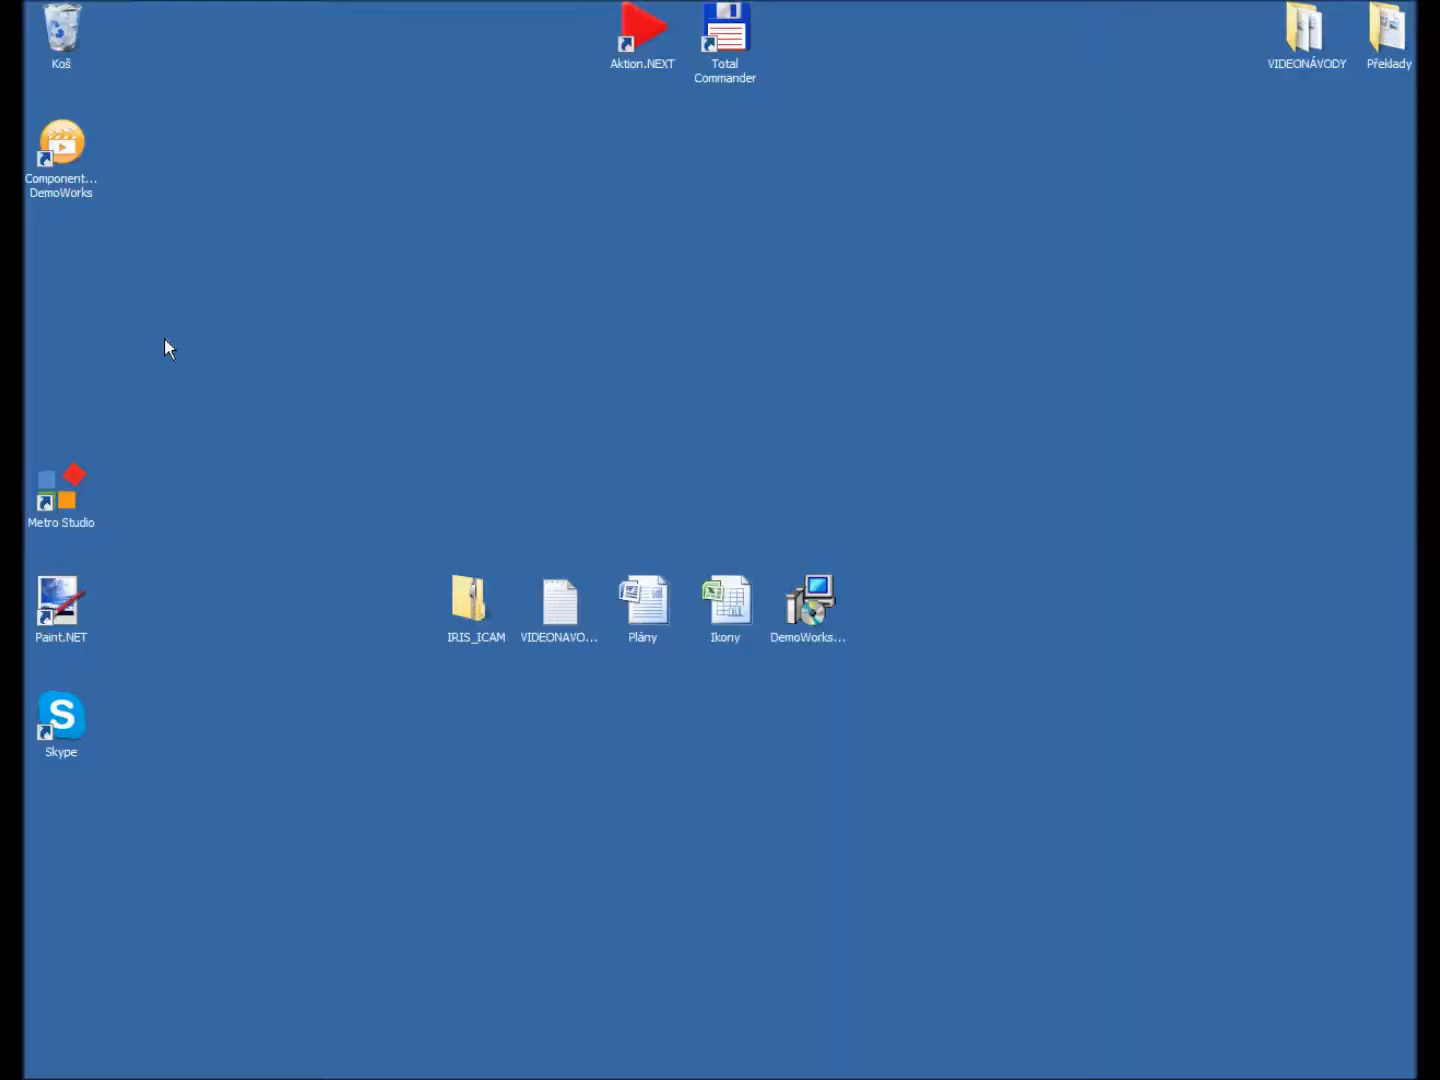 Koš
Aktion.NEXT
Total
Commander
VIDEONÁVODY
Překlady
Component...
DemoWorks
Metro Studio
Paint.NET
IRIS_ICAM
VIDEONAVO...
Plány
Ikony
DemoWorks...
S
Skype